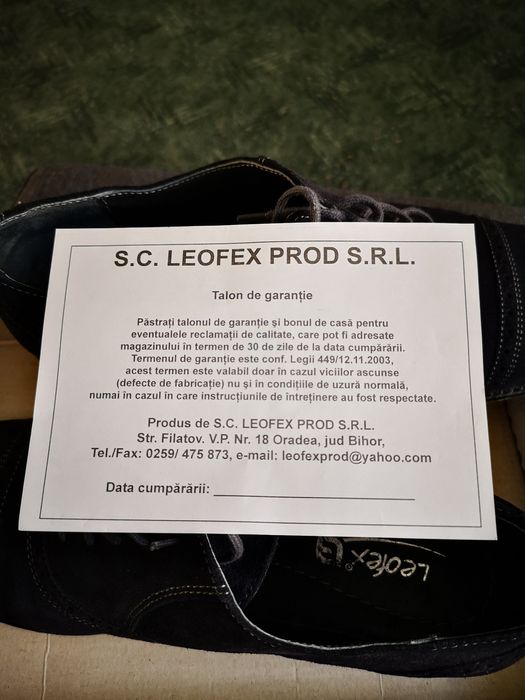 S.C. LEOFEX PROD S.R.L.
Talon de garanție
Păstrați talonul de garanție și bonul de casă pentru
eventualele reclamații de calitate, care pot fi adresate
magazinului în termen de 30 de zile de la data cumpărării.
Termenul de garanție este conf. Legii 449/12.11.2003,
acest termen este valabil doar în cazul viciilor ascunse
(defecte de fabricație) nu și în condițiile de uzură normală,
numai în cazul în care instrucțiunile de întreținere au fost respectate.
Produs de S.C. LEOFEX PROD S.R.L.
Str. Filatov. V.P. Nr. 18 Oradea, jud Bihor,
Tel./Fax: 0259/ 475 873, e-mail: leofexprod@yahoo.com
Data cumpărării:
Leofex®